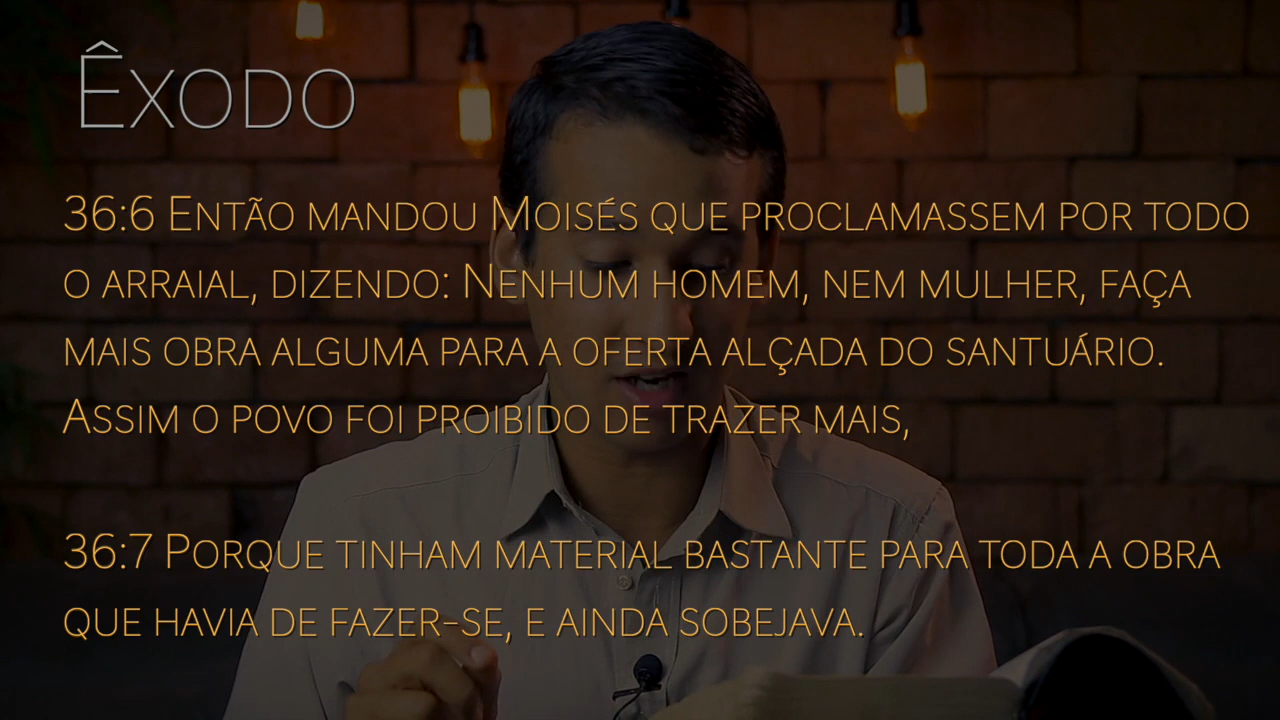 Êxodo
36:6 Então mandou Moisés que proclamassem por todo
o arraial, dizendo: Nenhum homem, nem mulher, faça
mais obra alguma para a oferta alçada do santuário.
Assim o povo foi proibido de trazer mais,
36:7 Porque tinham material bastante para toda a obra
que havia de fazer-se, e ainda sobejava.